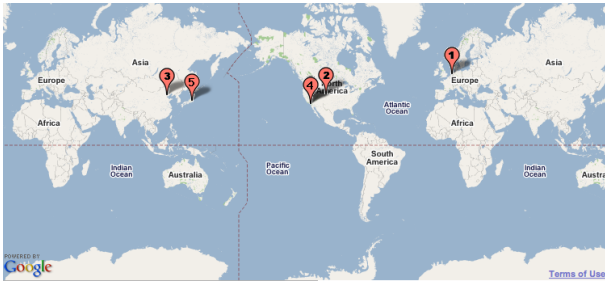 Asia
Europe
Africa
Indian
Ocean
Australia
3
5
Pacific
Ocean
4
2
North
America
Atlantic
Ocean
South
America
1
Europe
Africa
Indian
Ocean
Asia
Austra
POWERED BY
Google
Terms of Use